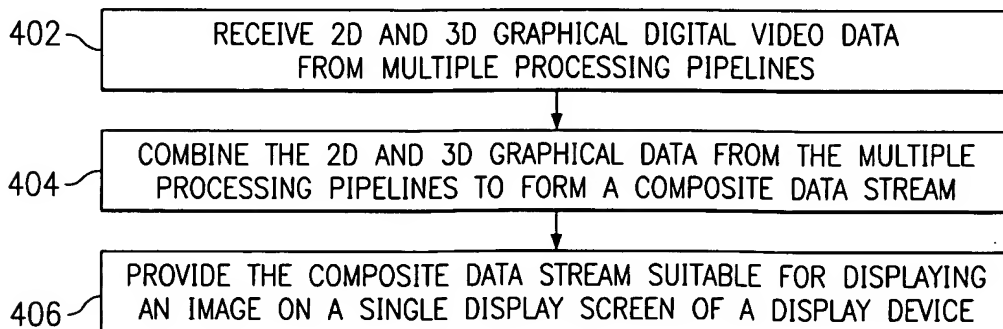 402
RECEIVE 2D AND 3D GRAPHICAL DIGITAL VIDEO DATA
FROM MULTIPLE PROCESSING PIPELINES
404
COMBINE THE 2D AND 3D GRAPHICAL DATA FROM THE MULTIPLE
PROCESSING PIPELINES TO FORM A COMPOSITE DATA STREAM
406
PROVIDE THE COMPOSITE DATA STREAM SUITABLE FOR DISPLAYING
AN IMAGE ON A SINGLE DISPLAY SCREEN OF A DISPLAY DEVICE